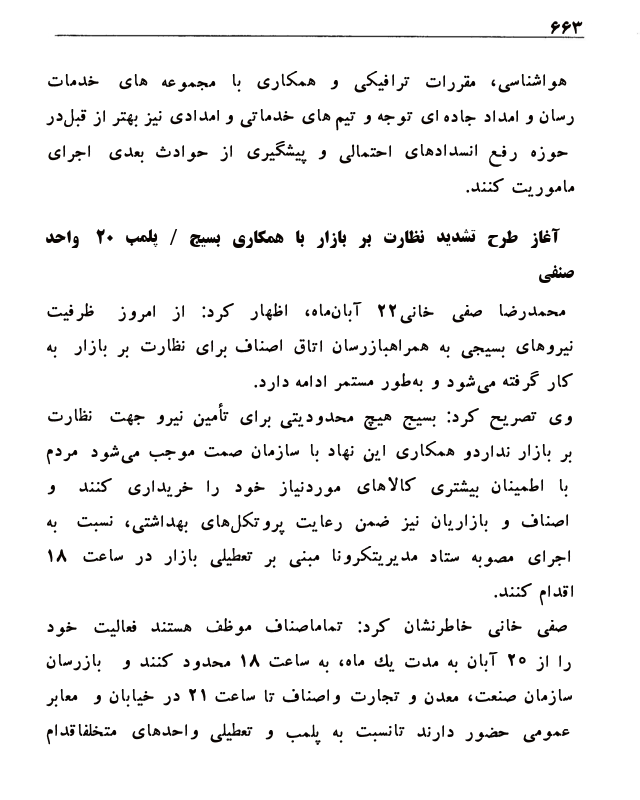 ۶۶۳
هواشناسی، مقررات ترافیکی و همکاری با مجموعه های خدمات
رسان و امداد جاده ای توجه و تیم های خدماتی و امدادی نیز بهتر از قبلدر
حوزه رفع انسدادهای احتمالی و پیشگیری از حوادث بعدی اجرای
ماموریت کنند.
آغاز طرح تشدید نظارت بر بازار با همکاری بسیج / پلمب ۲۰ واحد
صنفی
محمدرضا صفی خانی۲۲ آبان‌ماه، اظهار کرد: از امروز ظرفیت
نیروهای بسیجی به همراهبازرسان اتاق اصناف برای نظارت بر بازار به
کار گرفته می‌شود و به‌طور مستمر ادامه دارد.
وی تصریح کرد: بسیج هیچ محدودیتی برای تأمین نیرو جهت نظارت
بر بازار نداردو همکاری این نهاد با سازمان صمت موجب می‌شود مردم
با اطمینان بیشتری کالاهای موردنیاز خود را خریداری کنند و
اصناف و بازاریان نیز ضمن رعایت پروتکل‌های بهداشتی، نسبت به
اجرای مصوبه ستاد مدیریتکرونا مبنی بر تعطیلی بازار در ساعت ۱۸
اقدام کنند.
صفی خانی خاطرنشان کرد: تماماصناف موظف هستند فعالیت خود
را از ۲۵ آبان به مدت یك ماه، به ساعت ۱۸ محدود کنند و بازرسان
سازمان صنعت، معدن و تجارت واصناف تا ساعت ۲۱ در خیابان و معابر
عمومی حضور دارند تانسبت به پلمب و تعطیلی واحدهای متخلفاقدام